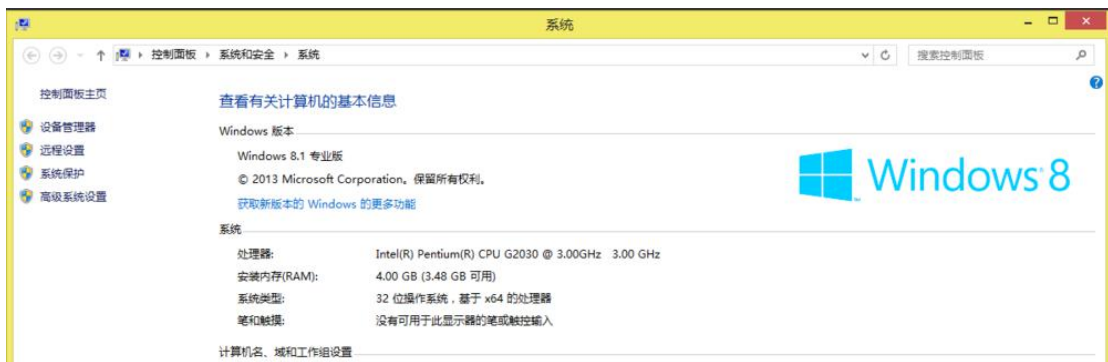 系统
控制面板 系统和安全 系统
搜索控制面板
控制面板主页
设备管理器
远程设置
系统保护
高级系统设置
查看有关计算机的基本信息
Windows 版本
Windows 8.1 专业版
© 2013 Microsoft Corporation。保留所有权利。
获取新版本的 Windows 的更多功能
Windows 8
系统
处理器: Intel(R) Pentium(R) CPU G2030 @ 3.00GHz 3.00 GHz
安装内存(RAM): 4.00 GB (3.48 GB 可用)
系统类型: 32 位操作系统，基于 x64 的处理器
笔和触摸: 没有可用于此显示器的笔或触控输入
计算机名、域和工作组设置